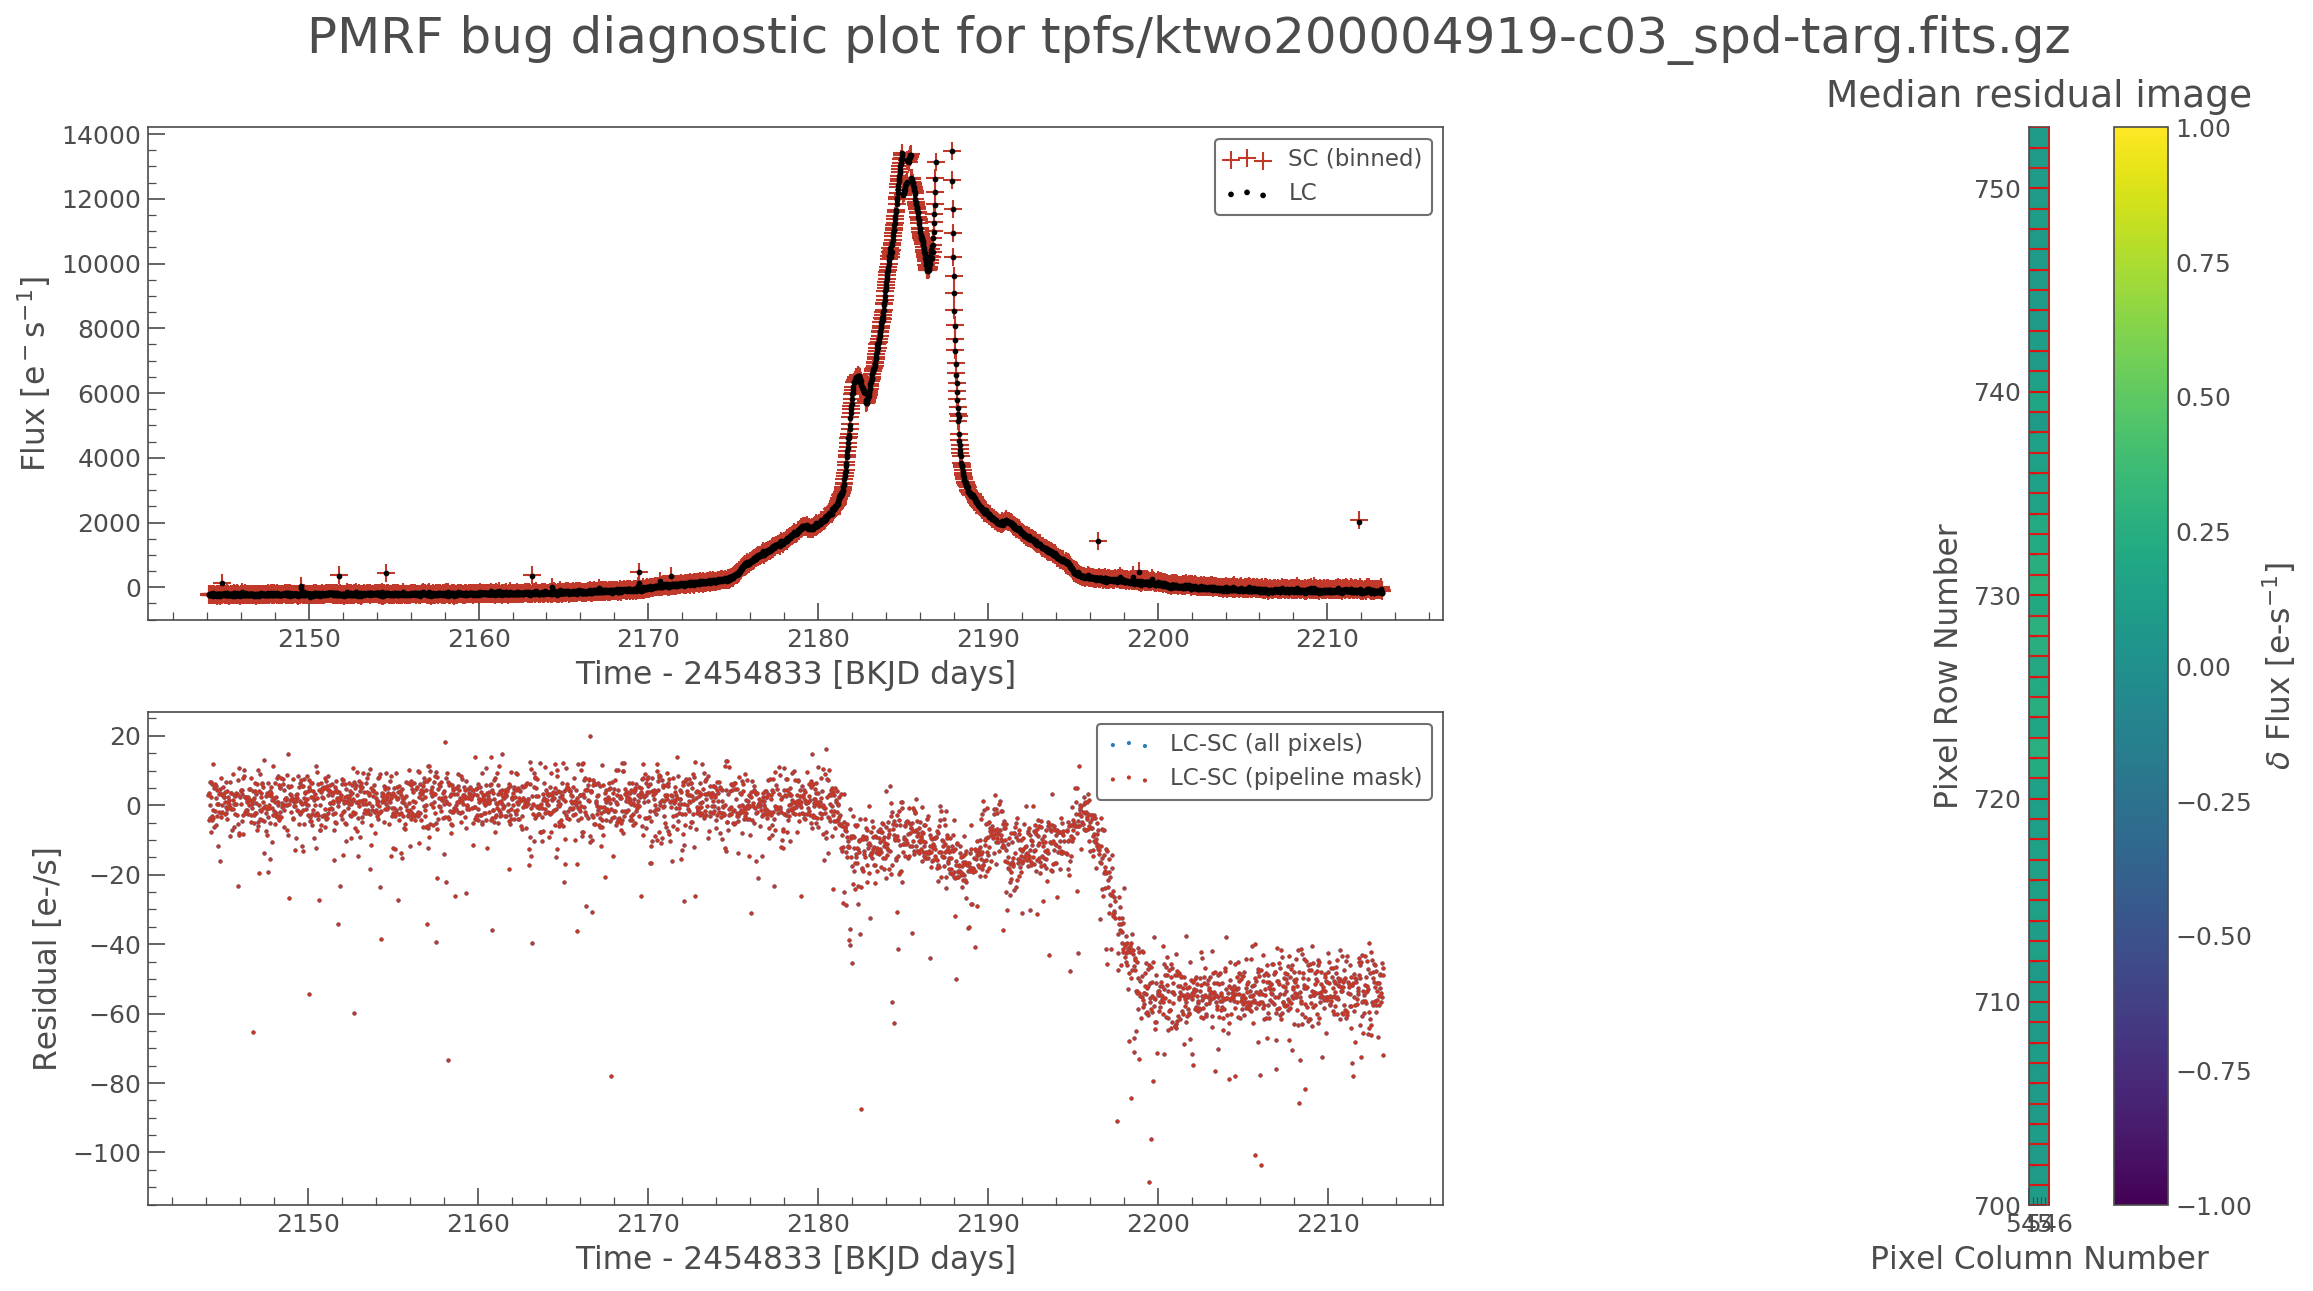 PMRF bug diagnostic plot for tpfs/ktwo200004919-c03_spd-targ.fits.gz
Flux [e⁻ s⁻¹]
14000
12000
10000
8000
6000
4000
2000
0
SC (binned)
LC
2150 2160 2170 2180 2190 2200 2210
Time - 2454833 [BKJD days]
Residual [e-/s]
20
0
−20
−40
−60
−80
−100
LC-SC (all pixels)
LC-SC (pipeline mask)
2150 2160 2170 2180 2190 2200 2210
Time - 2454833 [BKJD days]
Median residual image
Pixel Row Number
750
740
730
720
710
700
546
Pixel Column Number
1.00
0.75
0.50
0.25
0.00
−0.25
−0.50
−0.75
−1.00
δ Flux [e-s⁻¹]